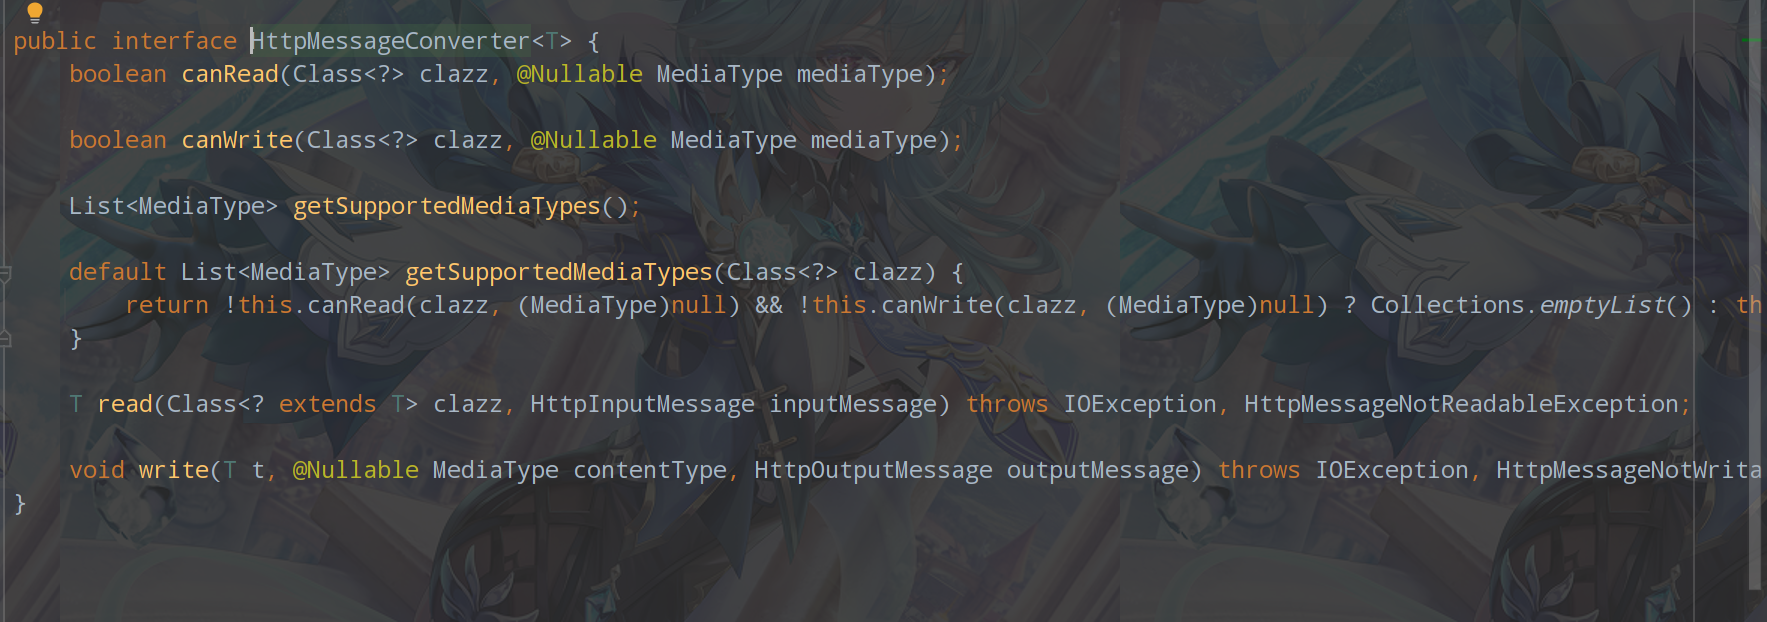 public interface HttpMessageConverter<T> {
    boolean canRead(Class<?> clazz, @Nullable MediaType mediaType);
    boolean canWrite(Class<?> clazz, @Nullable MediaType mediaType);
    List<MediaType> getSupportedMediaTypes();
    default List<MediaType> getSupportedMediaTypes(Class<?> clazz) {
        return !this.canRead(clazz, (MediaType)null) && !this.canWrite(clazz, (MediaType)null) ? Collections.emptyList() : th
    }
    T read(Class<? extends T> clazz, HttpInputMessage inputMessage) throws IOException, HttpMessageNotReadableException;
    void write(T t, @Nullable MediaType contentType, HttpOutputMessage outputMessage) throws IOException, HttpMessageNotWrita
}